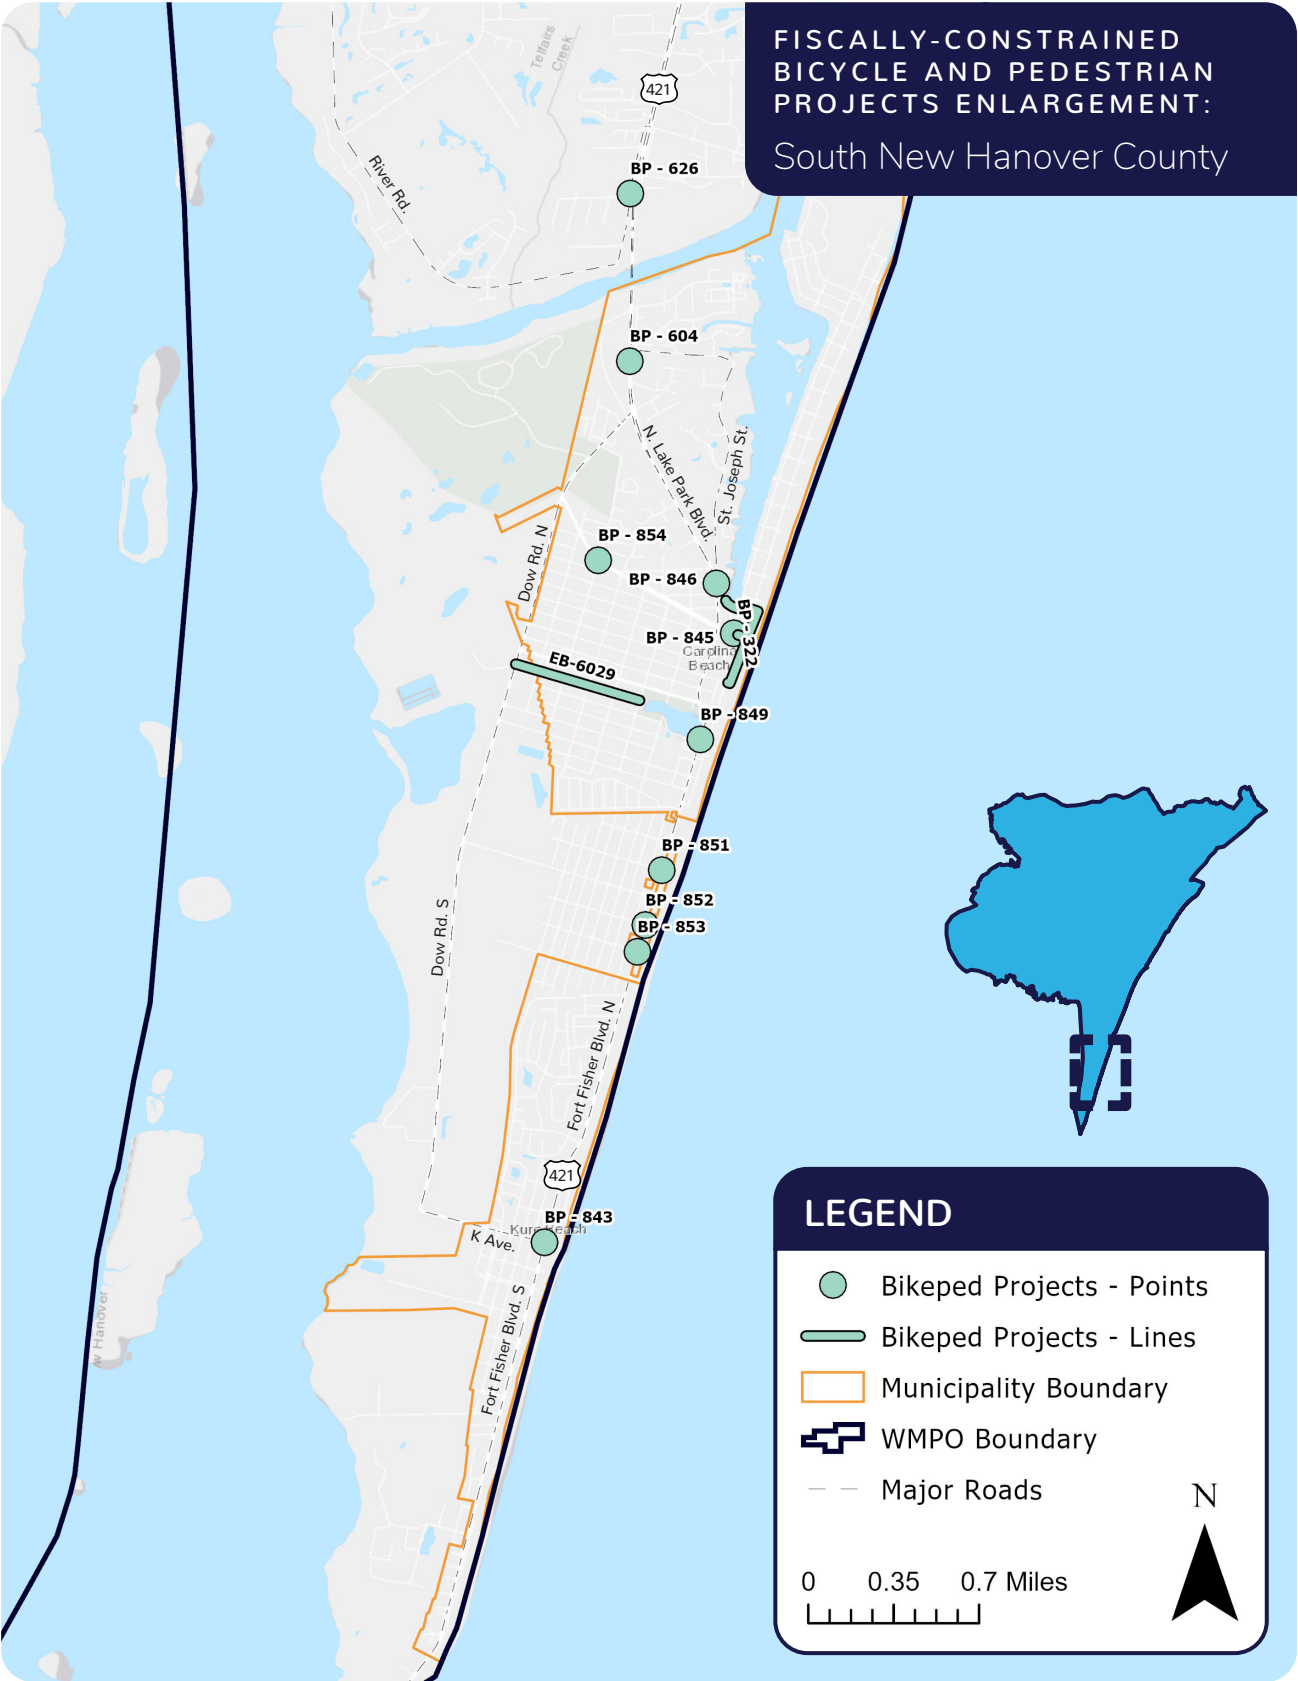 FISCALLY-CONSTRAINED
BICYCLE AND PEDESTRIAN
PROJECTS ENLARGEMENT:
South New Hanover County
Telfairs
Creek
421
BP - 626
River Rd.
BP - 604
N. Lake Park Blvd.
St. Joseph St.
Dow Rd. N
BP - 854
BP - 846
BP - 322
BP - 845
Carolina
Beach
EB-6029
BP - 849
BP - 851
BP - 852
BP - 853
Dow Rd. S
Fort Fisher Blvd. N
421
BP - 843
Kure Beach
K Ave.
Fort Fisher Blvd. S
w Hanover
LEGEND
Bikeped Projects - Points
Bikeped Projects - Lines
Municipality Boundary
WMPO Boundary
Major Roads
N
0 0.35 0.7 Miles